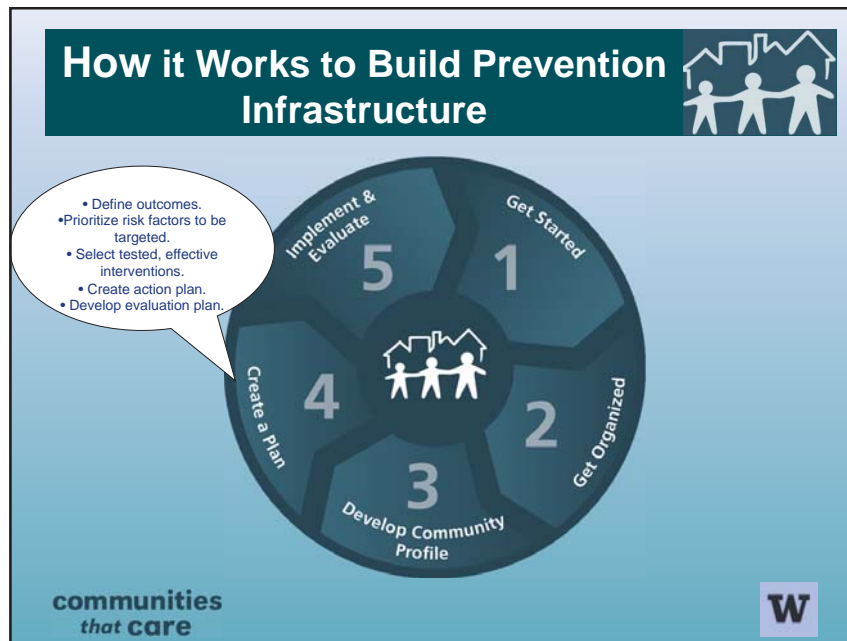 How it Works to Build Prevention
Infrastructure
• Define outcomes.
•Prioritize risk factors to be
targeted.
• Select tested, effective
interventions.
• Create action plan.
• Develop evaluation plan.
Get Started
1
Get Organized
2
3
Develop Community
Profile
Create a Plan
4
Implement &
Evaluate
5
communities
that care
W